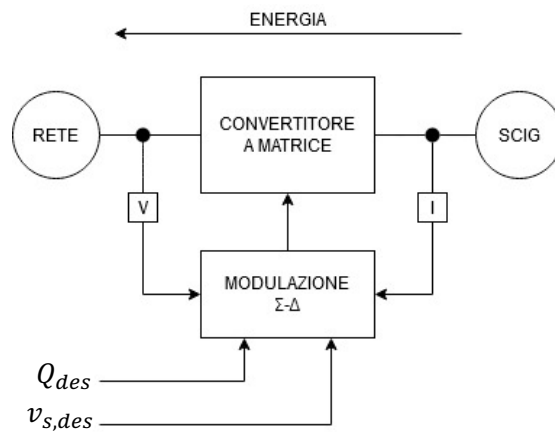 ENERGIA
RETE
CONVERTITORE
A MATRICE
SCIG
V
I
MODULAZIONE
Σ-Δ
Q_des
v_s,des